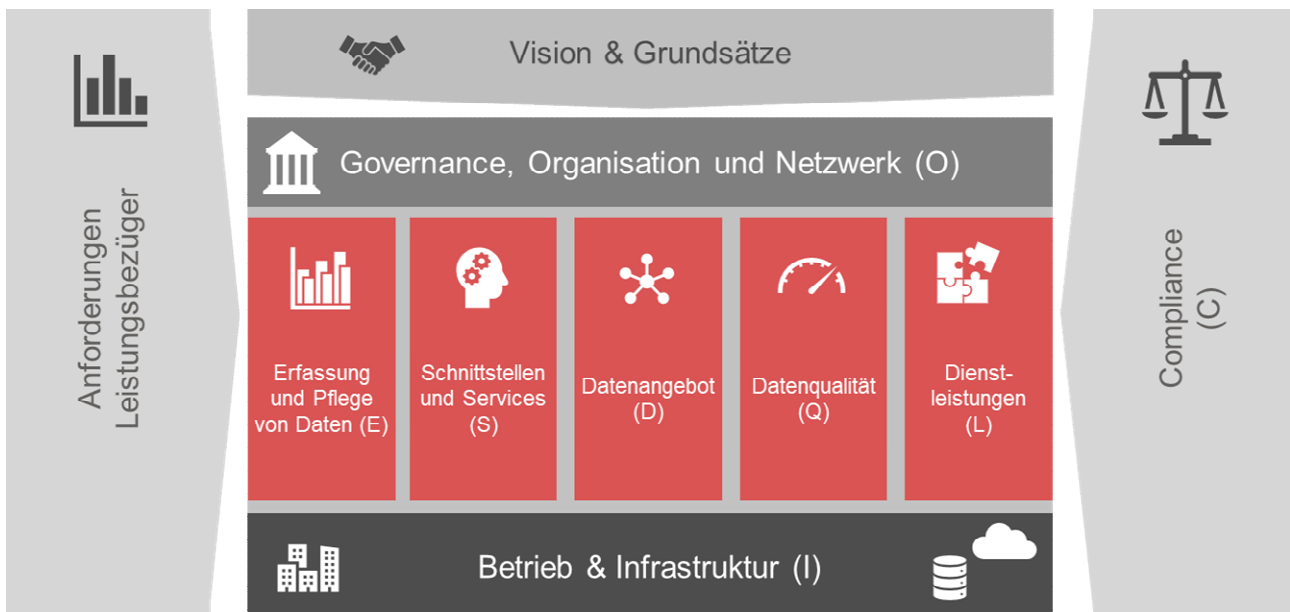 Vision & Grundsätze
Anforderungen
Leistungsbezüger
Governance, Organisation und Netzwerk (O)
Erfassung
und Pflege
von Daten (E)
Schnittstellen
und Services
(S)
Datenangebot
(D)
Datenqualität
(Q)
Dienst-
leistungen
(L)
Compliance
(C)
Betrieb & Infrastruktur (I)